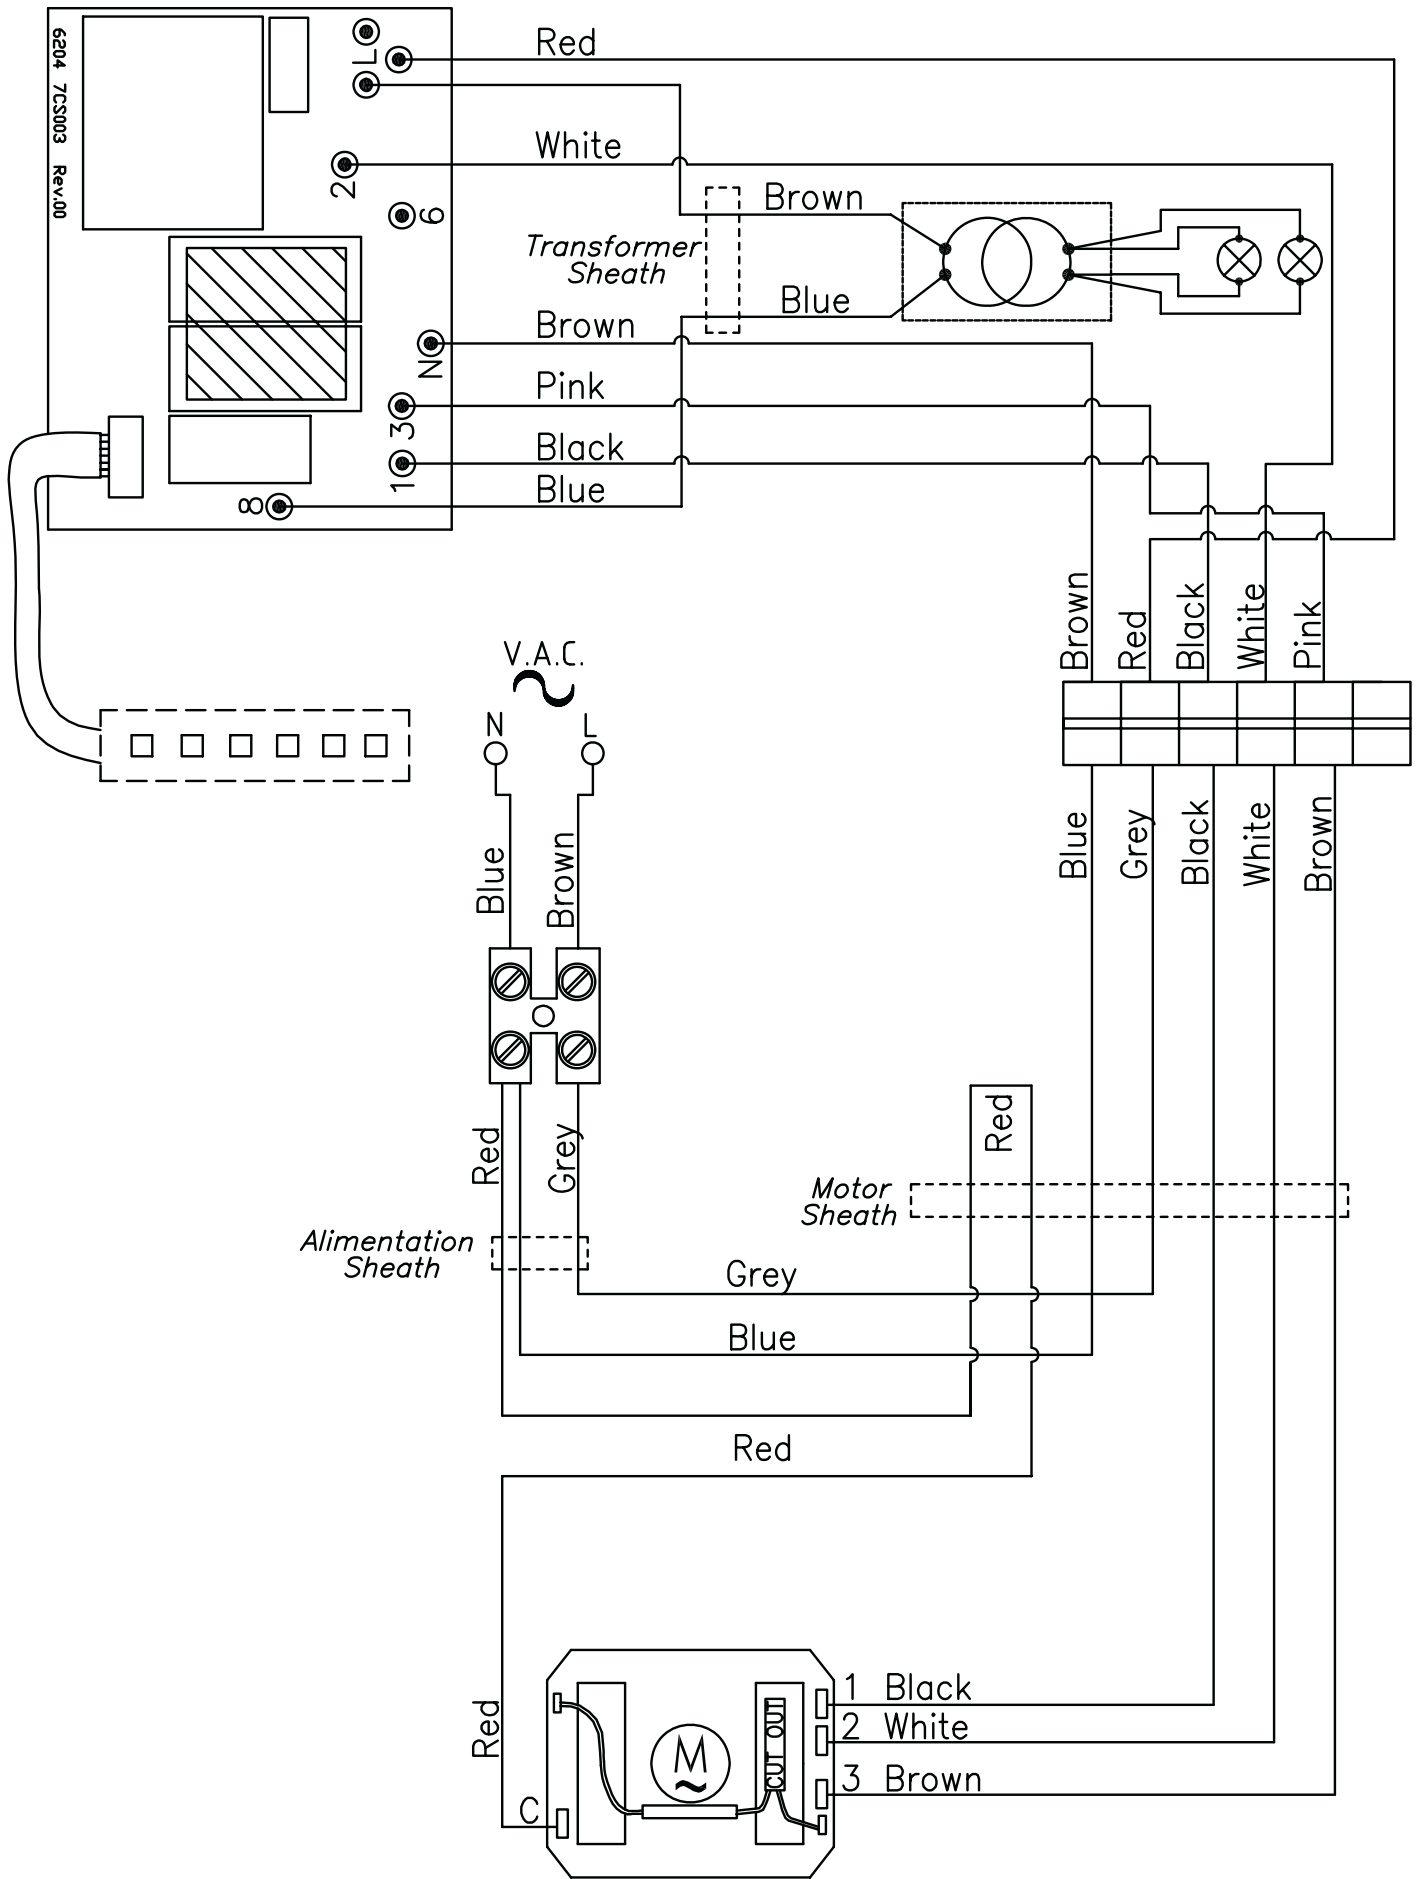 6204 7CS003 Rev.00
L
Red
White
2
6
Brown
Transformer
Sheath
Blue
Brown
N
Pink
3
Black
1
Blue
8
Brown
Red
Black
White
Pink
V.A.C.
N
L
Blue
Brown
Blue
Grey
Black
White
Brown
Red
Grey
Red
Motor
Sheath
Alimentation
Sheath
Grey
Blue
Red
Red
C
M
CUT OUT
1 Black
2 White
3 Brown